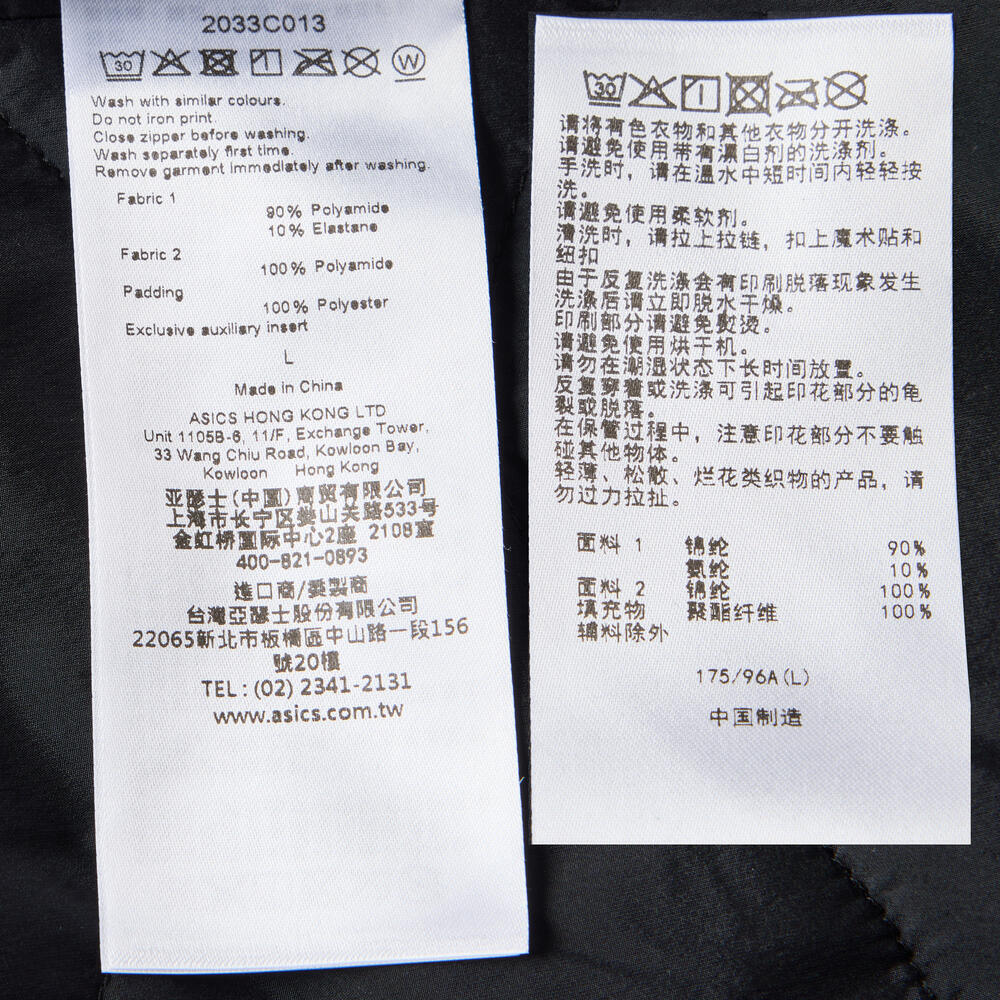 2033C013
30
W
Wash with similar colours.
Do not iron print.
Close zipper before washing.
Wash separately first time.
Remove garment immediately after washing.
Fabric 1
90% Polyamide
10% Elastane
Fabric 2
100% Polyamide
Padding
100% Polyester
Exclusive auxiliary insert
L
Made in China
ASICS HONG KONG LTD
Unit 1105B-6, 11/F, Exchange Tower,
33 Wang Chiu Road, Kowloon Bay,
Kowloon Hong Kong
亚瑟士(中国)商贸有限公司
上海市长宁区娄山关路533号
金虹桥国际中心2座 2108室
400-821-0893
進口商/委製商
台灣亞瑟士股份有限公司
22065新北市板橋區中山路一段156
號20樓
TEL:(02) 2341-2131
www.asics.com.tw
30
请将有色衣物和其他衣物分开洗涤。
请避免使用带有漂白剂的洗涤剂。
手洗时，请在温水中短时间内轻轻按
洗。
请避免使用柔软剂。
清洗时，请拉上拉链，扣上魔术贴和
纽扣
由于反复洗涤会有印刷脱落现象发生
洗涤后请立即脱水干燥。
印刷部分请避免熨烫。
请避免使用烘干机。
请勿在潮湿状态下长时间放置。
反复穿着或洗涤可引起印花部分的龟
裂或脱落。
在保管过程中，注意印花部分不要触
碰其他物体。
轻薄、松散、烂花类织物的产品，请
勿过力拉扯。
面料 1 锦纶 90%
氨纶 10%
面料 2 锦纶 100%
填充物 聚酯纤维 100%
辅料除外
175/96A(L)
中国制造